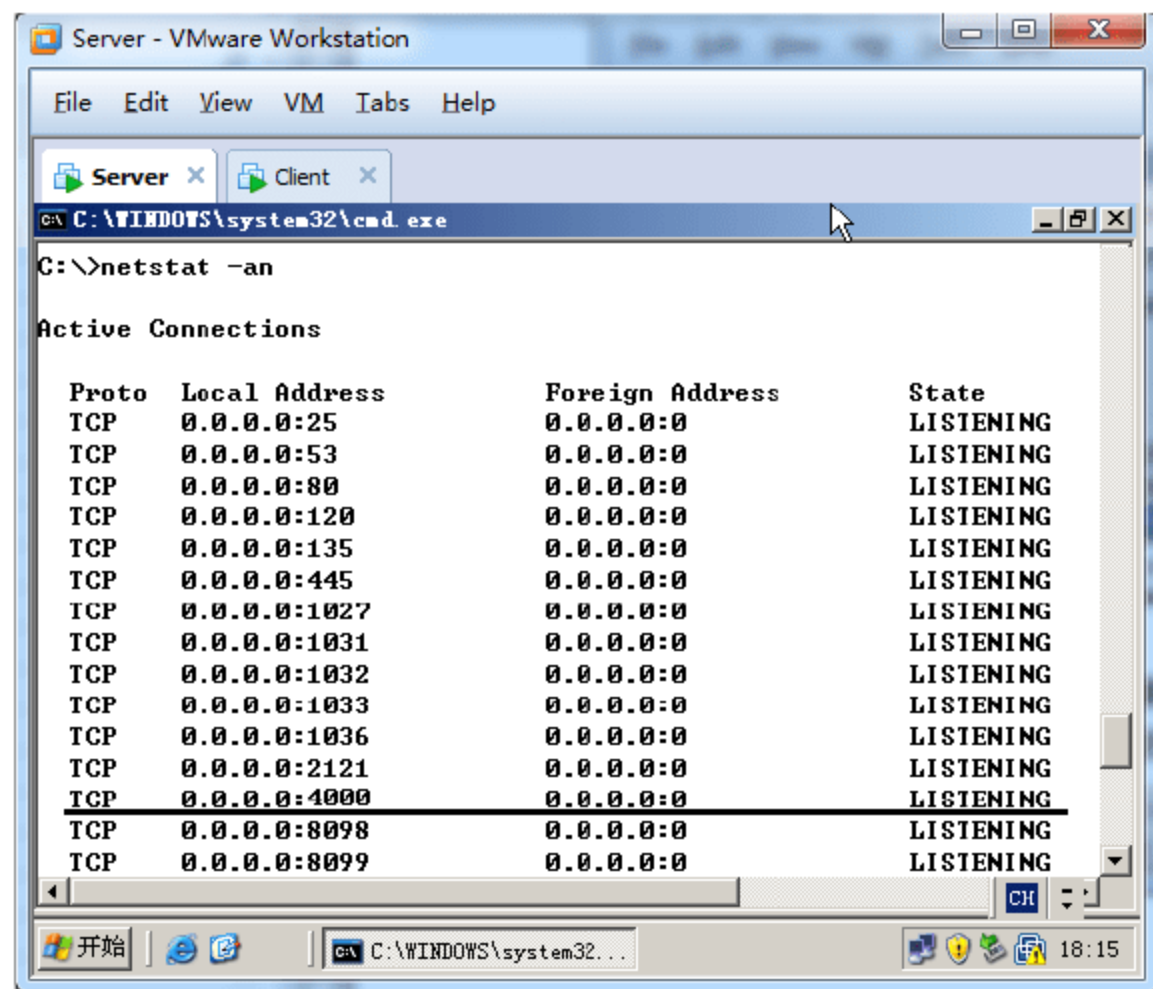 Server - VMware Workstation
File Edit View VM Tabs Help
Server Client
C:\WINDOWS\system32\cmd.exe
C:\>netstat -an
Active Connections
Proto Local Address Foreign Address State
TCP 0.0.0.0:25 0.0.0.0:0 LISTENING
TCP 0.0.0.0:53 0.0.0.0:0 LISTENING
TCP 0.0.0.0:80 0.0.0.0:0 LISTENING
TCP 0.0.0.0:120 0.0.0.0:0 LISTENING
TCP 0.0.0.0:135 0.0.0.0:0 LISTENING
TCP 0.0.0.0:445 0.0.0.0:0 LISTENING
TCP 0.0.0.0:1027 0.0.0.0:0 LISTENING
TCP 0.0.0.0:1031 0.0.0.0:0 LISTENING
TCP 0.0.0.0:1032 0.0.0.0:0 LISTENING
TCP 0.0.0.0:1033 0.0.0.0:0 LISTENING
TCP 0.0.0.0:1036 0.0.0.0:0 LISTENING
TCP 0.0.0.0:2121 0.0.0.0:0 LISTENING
TCP 0.0.0.0:4000 0.0.0.0:0 LISTENING
TCP 0.0.0.0:8098 0.0.0.0:0 LISTENING
TCP 0.0.0.0:8099 0.0.0.0:0 LISTENING
CH
开始 C:\WINDOWS\system32... 18:15